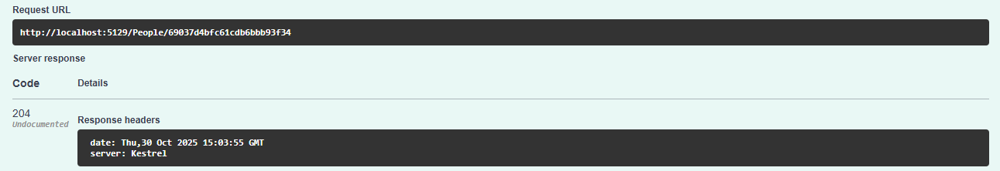 Request URL
http://localhost:5129/People/69037d4bfc61cdb6bbb93f34
Server response
Code Details
204
Undocumented
Response headers
date: Thu,30 Oct 2025 15:03:55 GMT
server: Kestrel